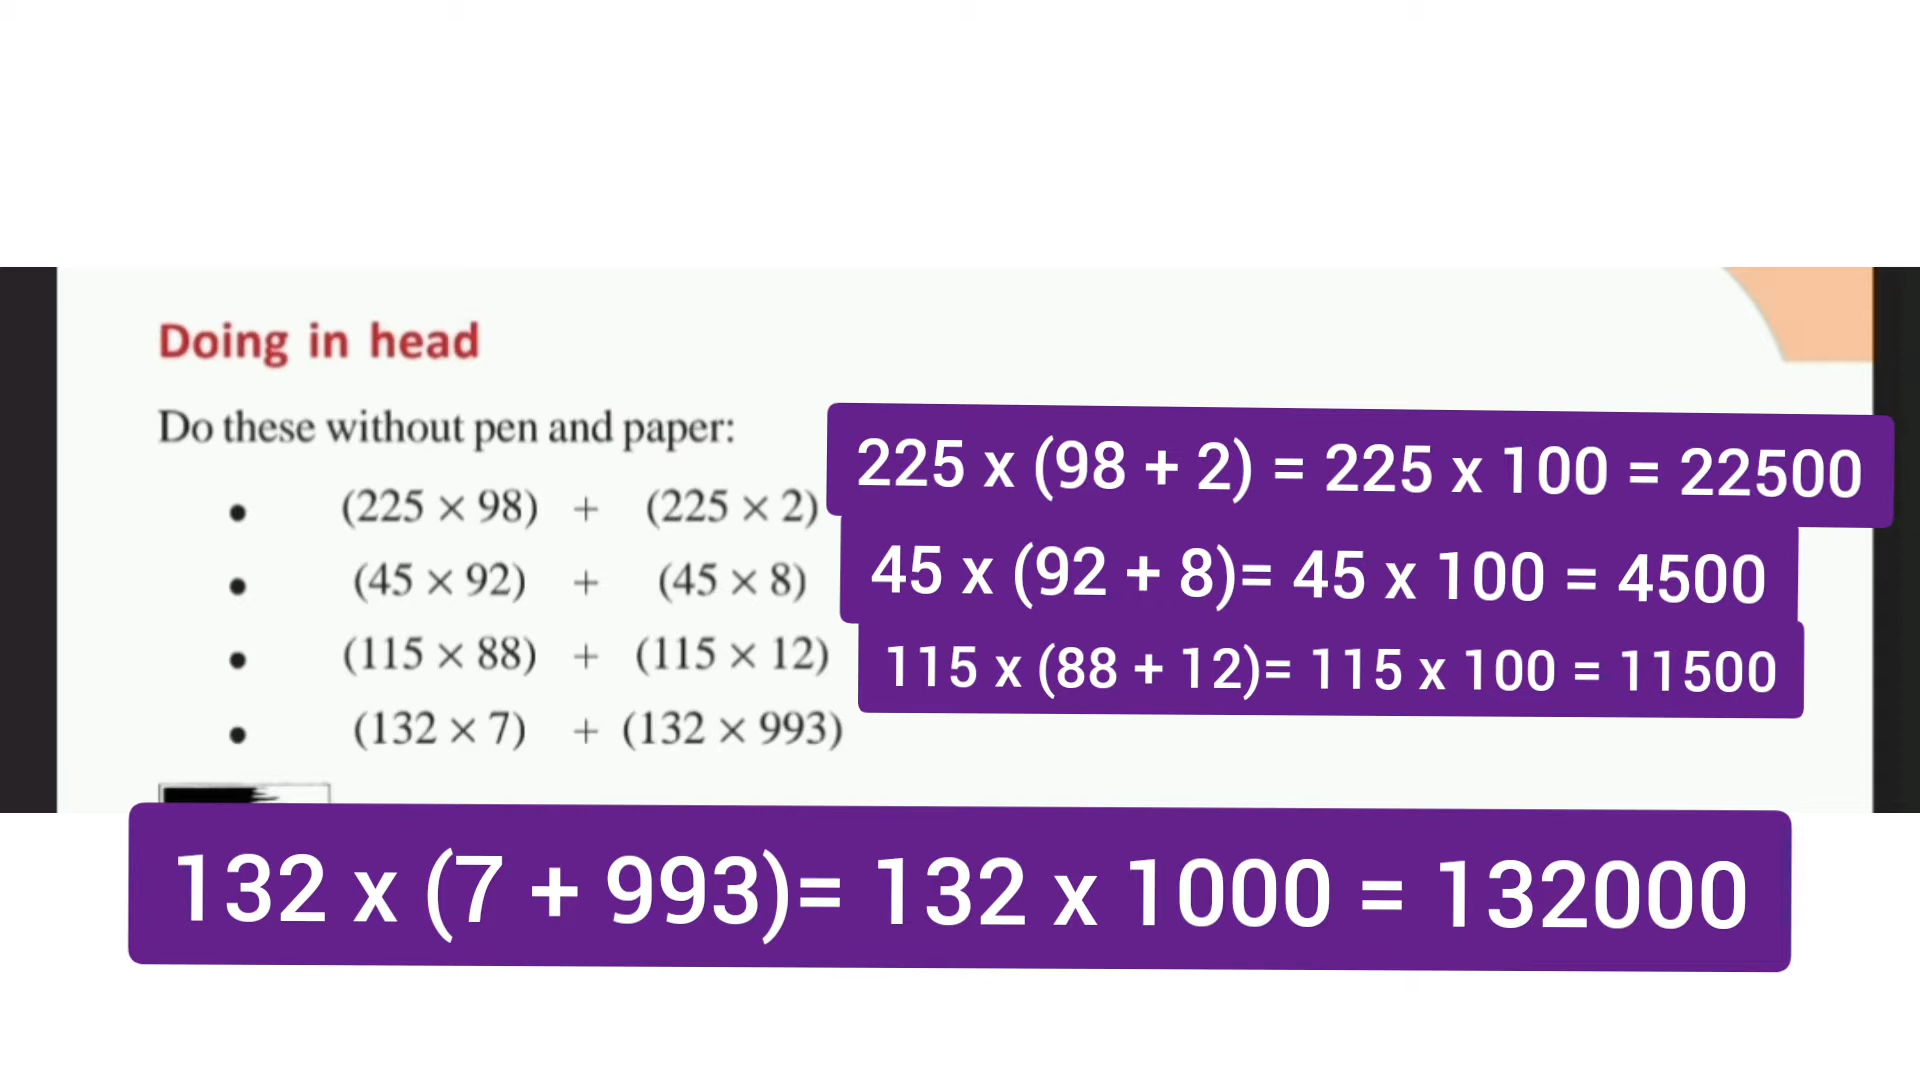 Doing in head
Do these without pen and paper:
• (225 × 98) + (225 × 2)
225 x (98 + 2) = 225 x 100 = 22500
• (45 × 92) + (45 × 8)
45 x (92 + 8)= 45 x 100 = 4500
• (115 × 88) + (115 × 12)
115 x (88 + 12)= 115 x 100 = 11500
• (132 × 7) + (132 × 993)
132 x (7 + 993)= 132 x 1000 = 132000